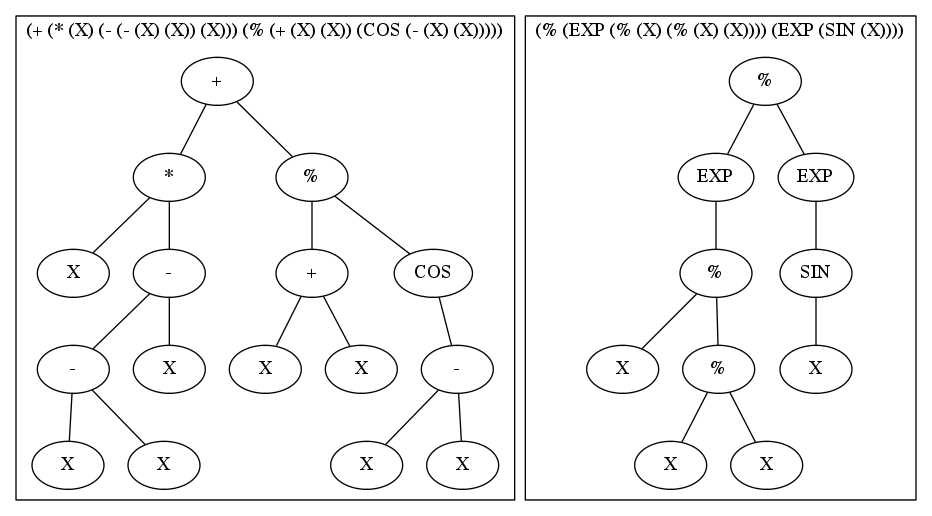 (+ (* (X) (- (- (X) (X)) (X))) (% (+ (X) (X)) (COS (- (X) (X)))))
+
* %
X - + COS
- X X X -
X X X X
(% (EXP (% (X) (% (X) (X)))) (EXP (SIN (X))))
%
EXP EXP
% SIN
X % X
X X